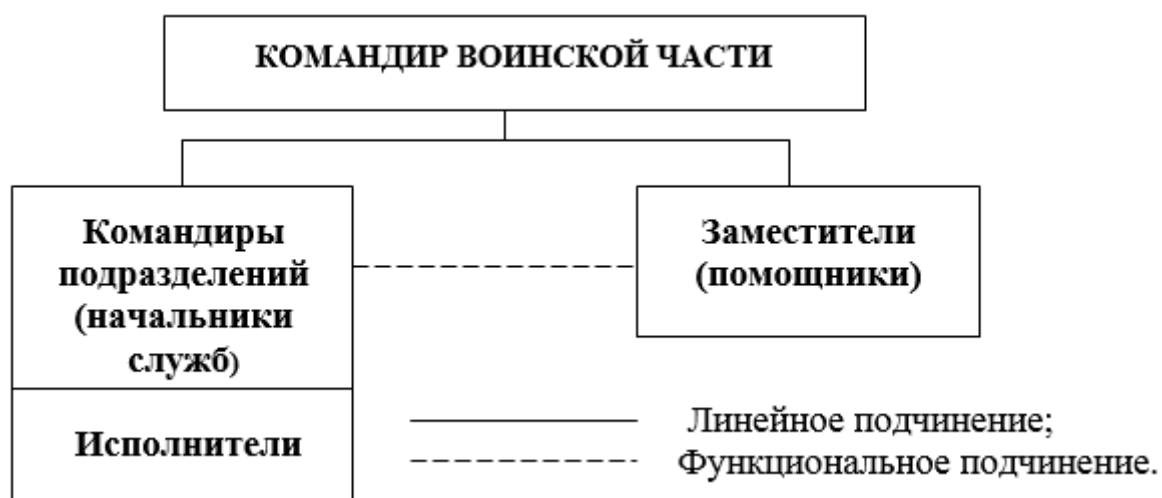 КОМАНДИР ВОИНСКОЙ ЧАСТИ
Командиры
подразделений
(начальники
служб)
Заместители
(помощники)
Исполнители
Линейное подчинение;
Функциональное подчинение.